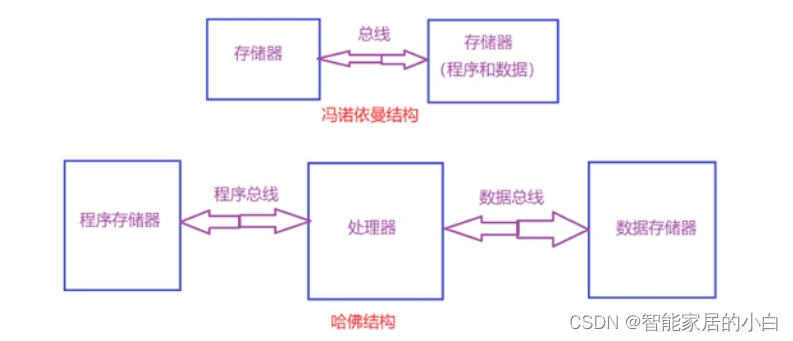 总线
存储器
存储器
（程序和数据）
冯诺依曼结构
程序总线
数据总线
程序存储器
处理器
数据存储器
哈佛结构
CSDN @智能家居的小白